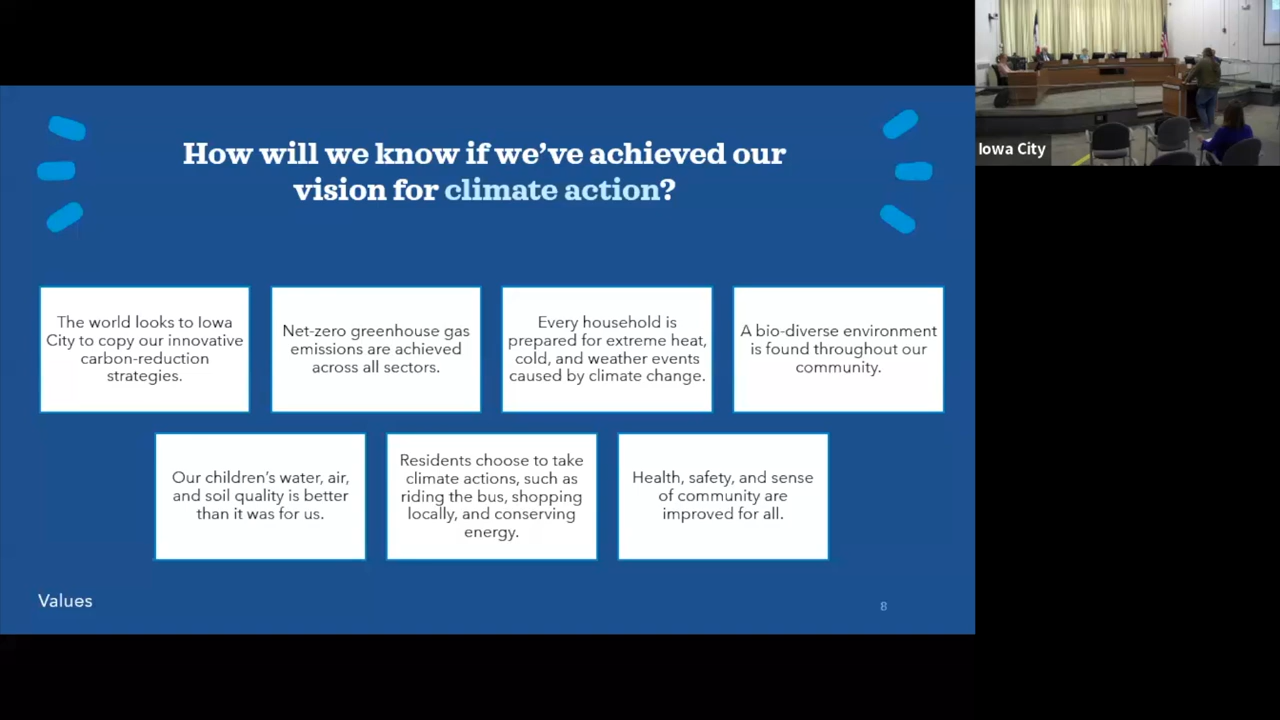 How will we know if we've achieved our
vision for climate action?
The world looks to Iowa
City to copy our innovative
carbon-reduction
strategies.
Net-zero greenhouse gas
emissions are achieved
across all sectors.
Every household is
prepared for extreme heat,
cold, and weather events
caused by climate change.
A bio-diverse environment
is found throughout our
community.
Our children's water, air,
and soil quality is better
than it was for us.
Residents choose to take
climate actions, such as
riding the bus, shopping
locally, and conserving
energy.
Health, safety, and sense
of community are
improved for all.
Values
8
Iowa City